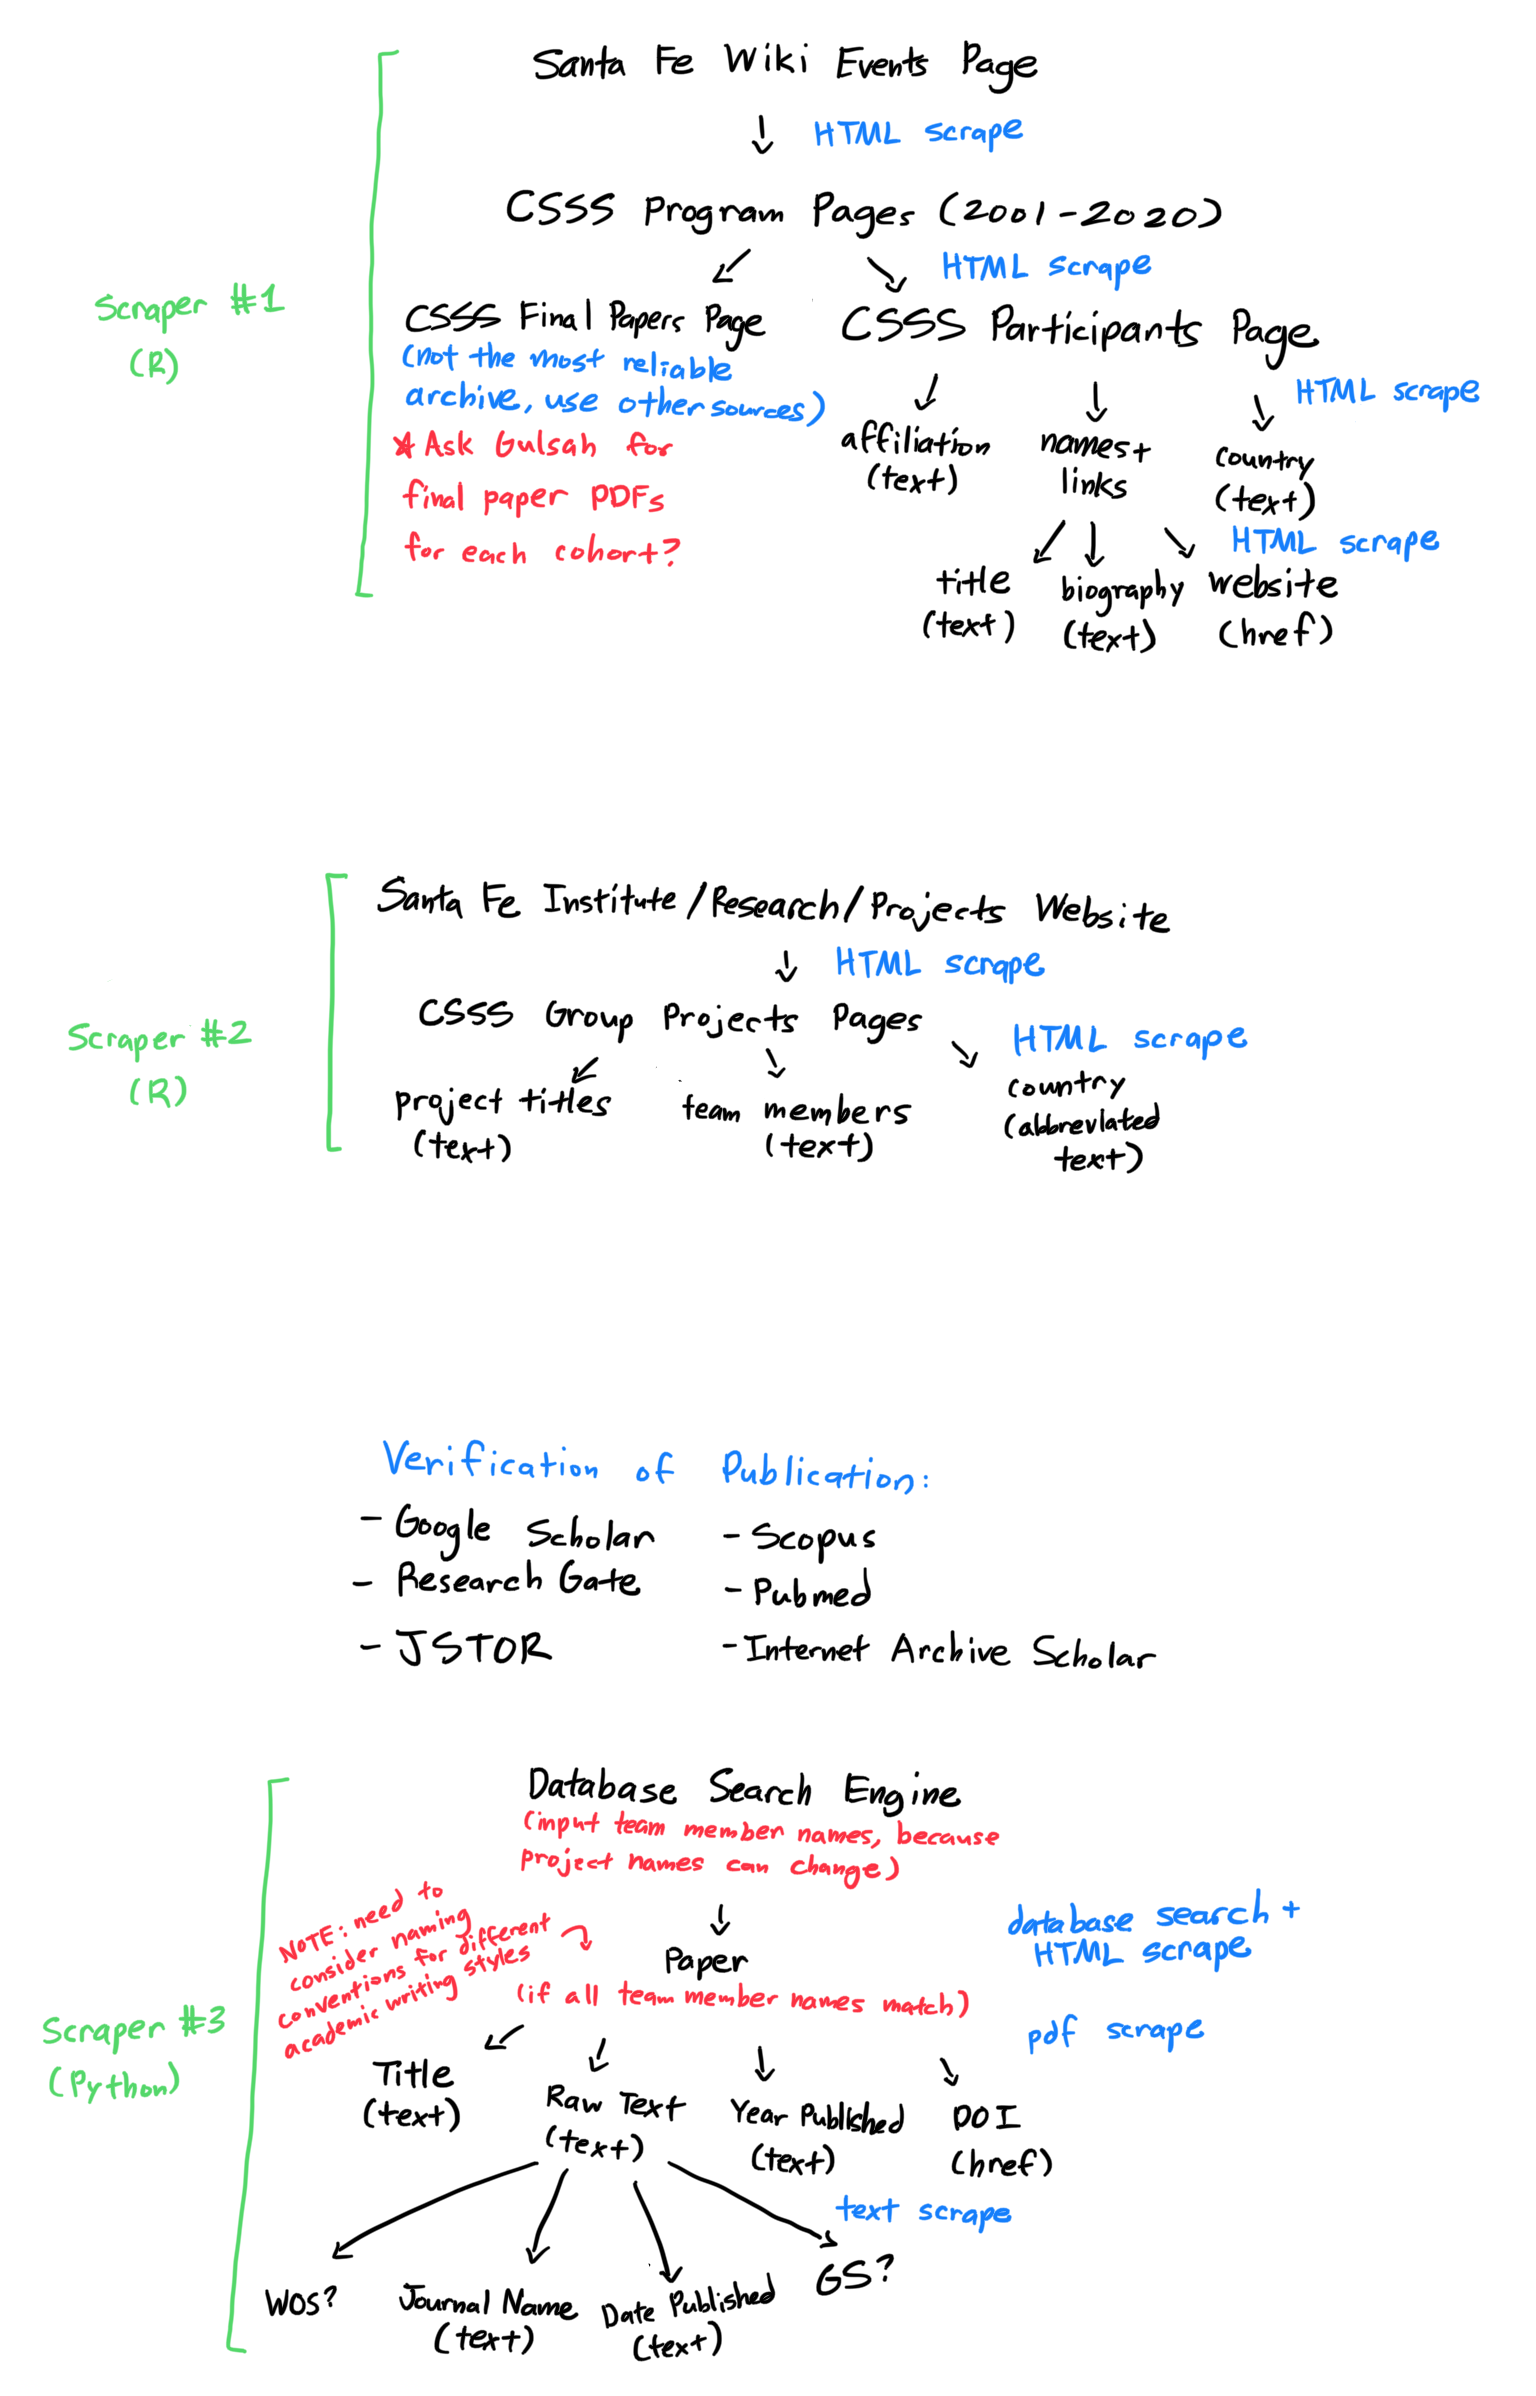 Santa Fe Wiki Events Page
HTML scrape
CSSS Program Pages (2001-2020)
HTML scrape
Scraper #1
(R)
CSSS Final Papers Page
(not the most reliable
archive, use other sources)
* Ask Gulsah for
final paper PDFs
for each cohort?
CSSS Participants Page
HTML scrape
affiliation
(text)
names+
links
country
(text)
HTML scrape
title
(text)
biography
(text)
website
(href)
Santa Fe Institute/Research/Projects Website
HTML scrape
Scraper #2
(R)
CSSS Group Projects Pages
HTML scrape
project titles
(text)
team members
(text)
country
(abbreviated
text)
Verification of Publication:
- Google Scholar
- Research Gate
- JSTOR
- Scopus
- Pubmed
- Internet Archive Scholar
Database Search Engine
(input team member names, because
project names can change)
NOTE: need to
consider naming
conventions for different
academic writing styles
database search +
HTML scrape
Paper
(if all team member names match)
pdf scrape
Scraper #3
(Python)
Title
(text)
Raw Text
(text)
Year Published
(text)
DOI
(href)
text scrape
WOS?
Journal Name
(text)
Date Published
(text)
GS?